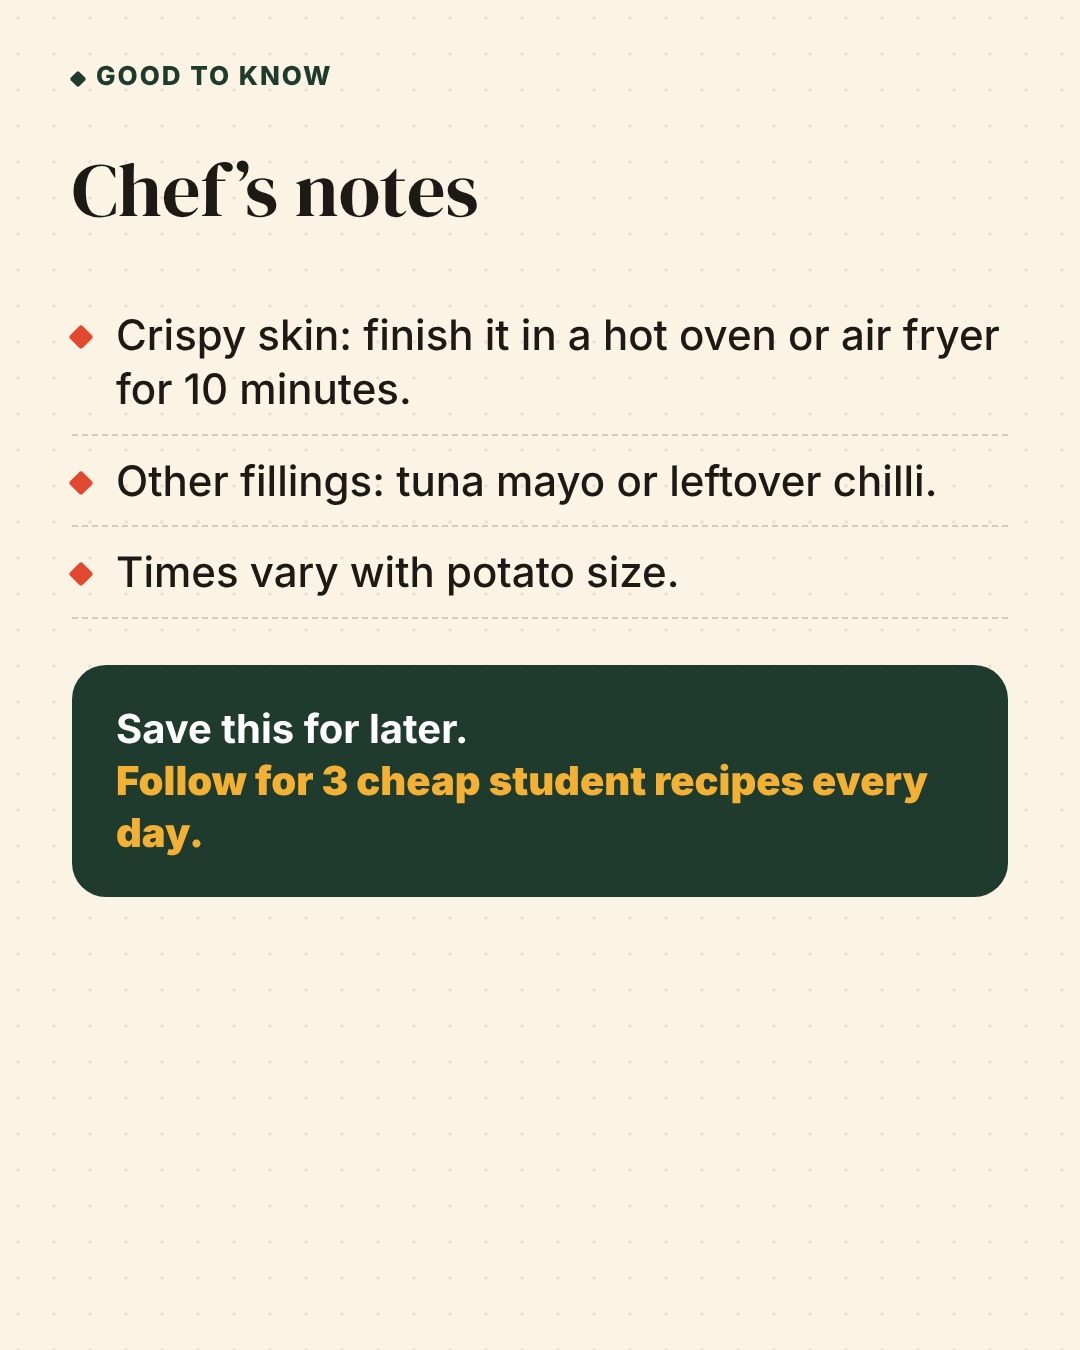 GOOD TO KNOW
Chef’s notes
Crispy skin: finish it in a hot oven or air fryer
for 10 minutes.
Other fillings: tuna mayo or leftover chilli.
Times vary with potato size.
Save this for later.
Follow for 3 cheap student recipes every
day.